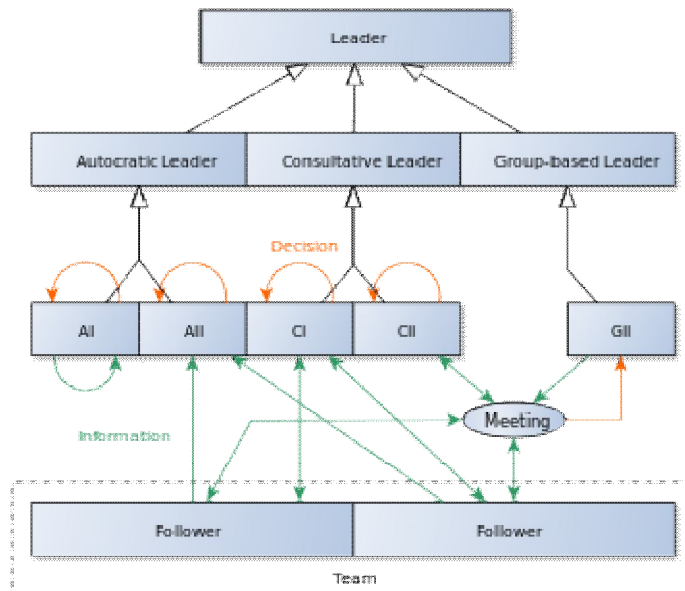 Leader
Autocratic Leader
Consultative Leader
Group-based Leader
Decision
AI
AII
CI
CII
GII
Information
Meeting
Follower
Follower
Team